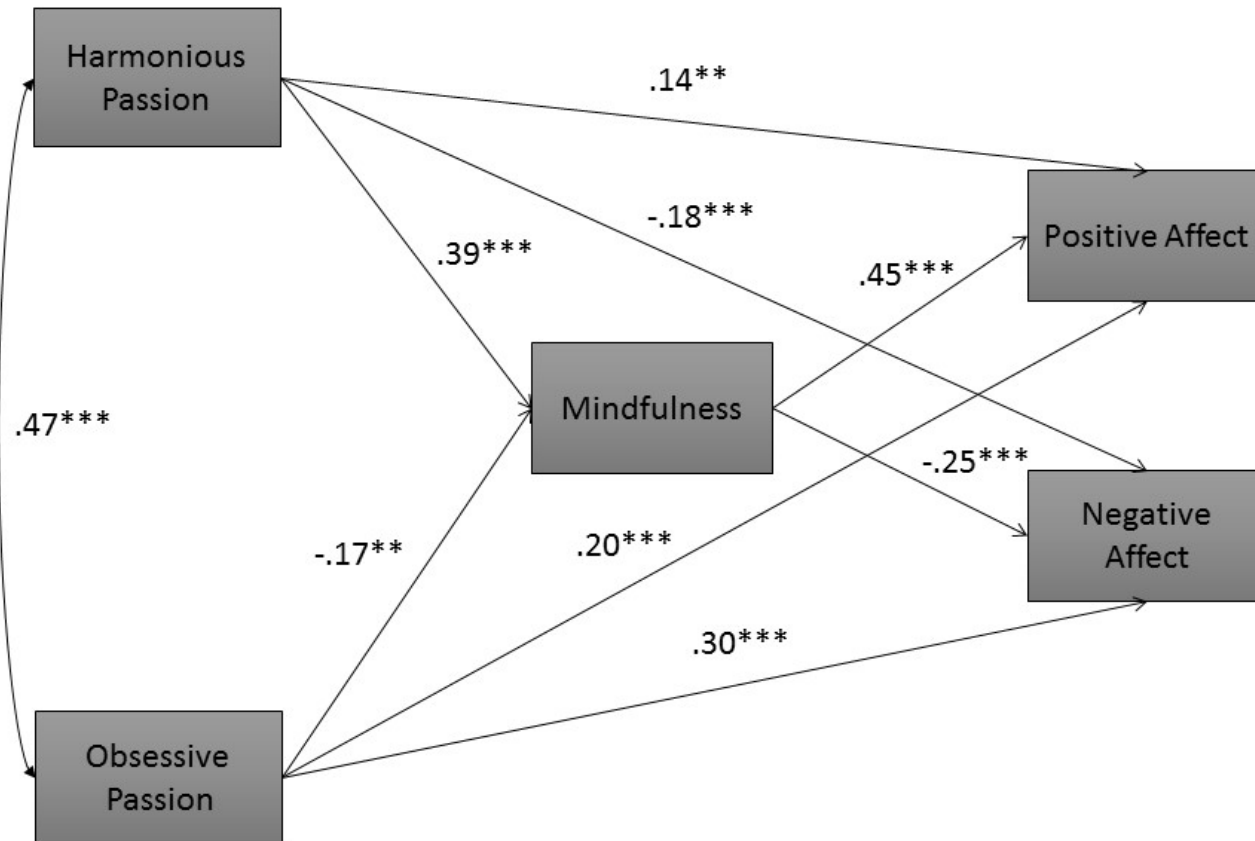 Harmonious
Passion
.14**
-.18***
Positive Affect
.39***
.45***
Mindfulness
.47***
-.25***
Negative
Affect
-.17**
.20***
.30***
Obsessive
Passion